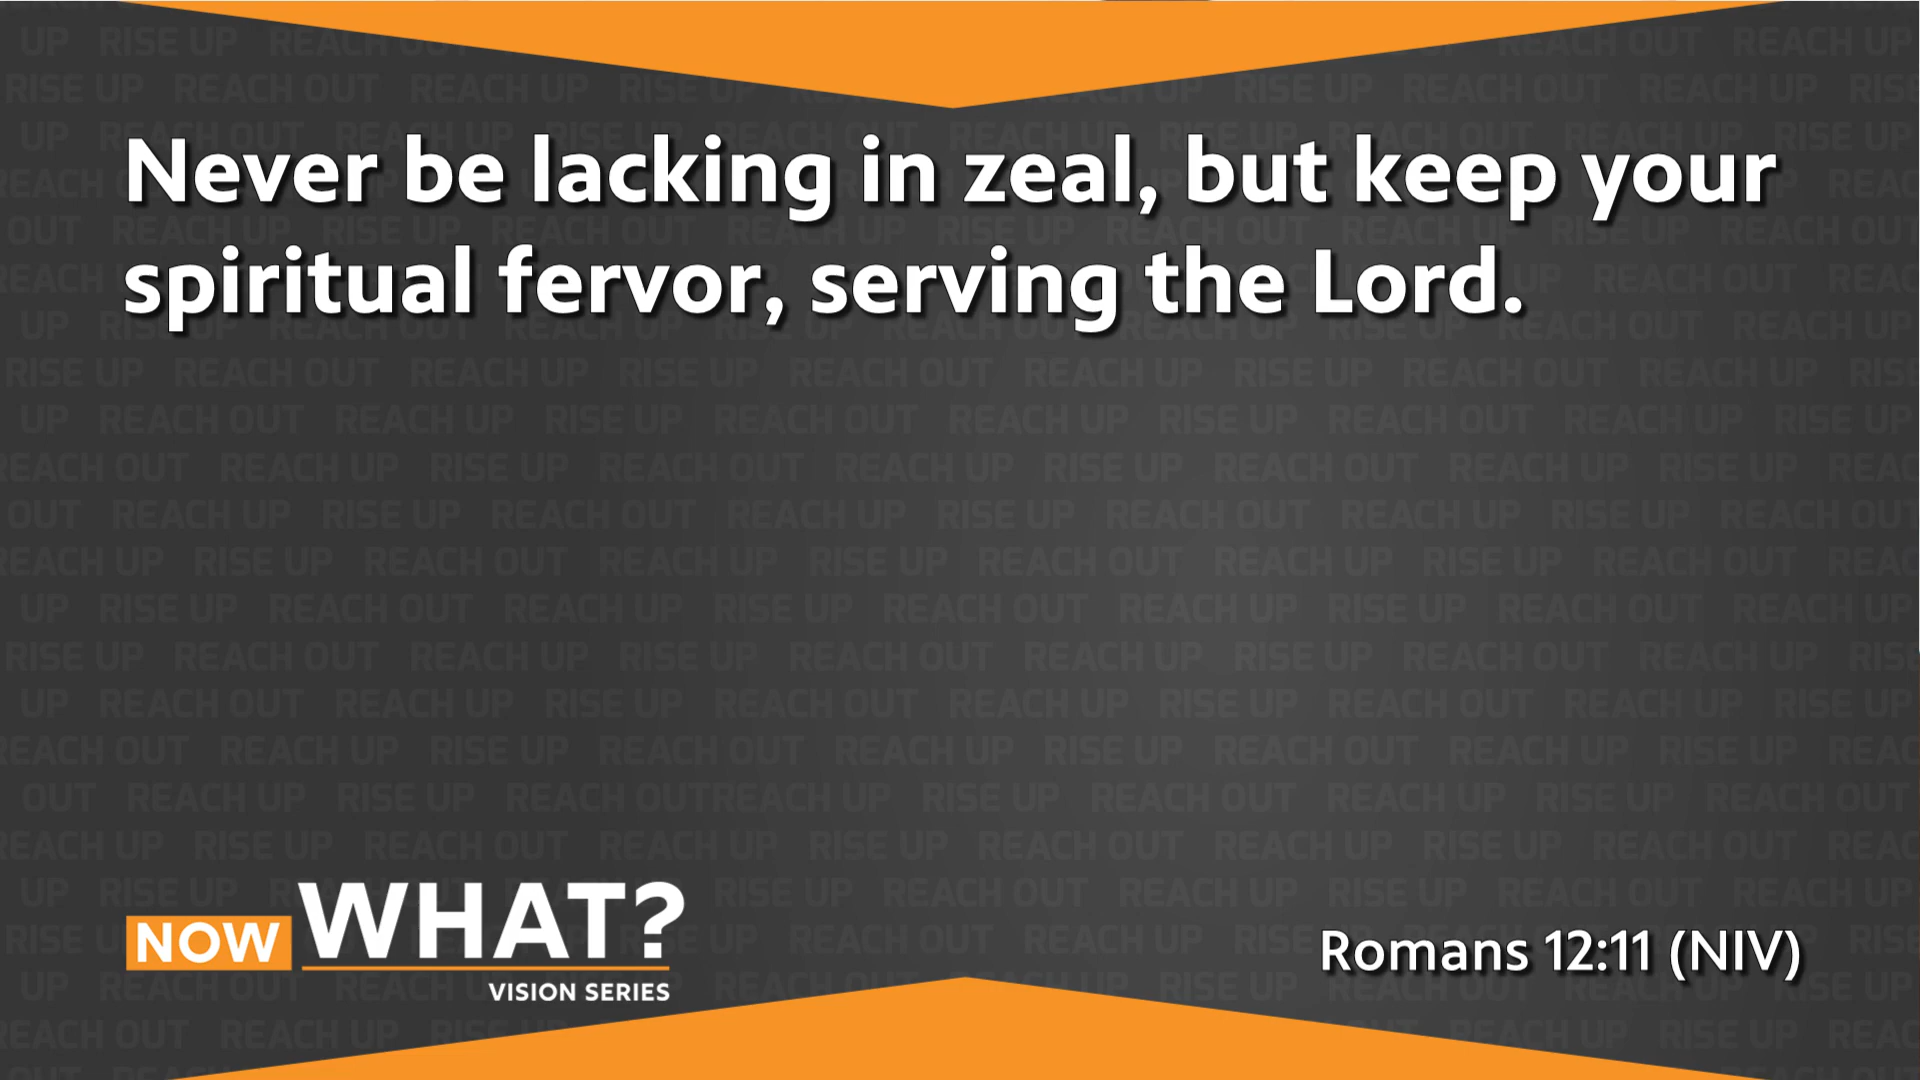 Never be lacking in zeal, but keep your
spiritual fervor, serving the Lord.
NOW WHAT?
VISION SERIES
Romans 12:11 (NIV)